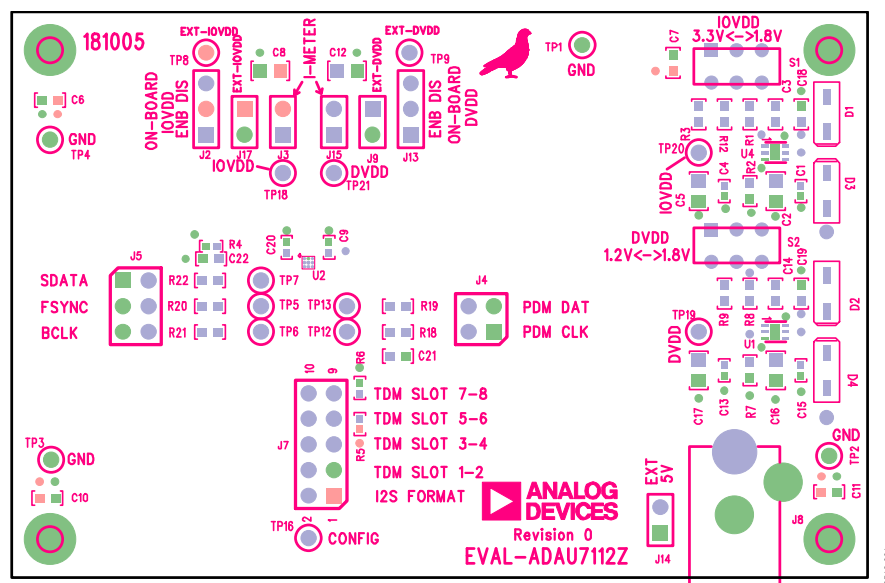 181005
EXT-IOVDD
TP8
EXT-IOVDD
C8
I-METER
C12
EXT-DVDD
EXT-DVDD
TP9
ON-BOARD
IOVDD
ENB DIS
J2
J17
J3
J15
J9
J13
ENB DIS
ON-BOARD
DVDD
IOVDD
TP18
DVDD
TP21
TP1
GND
C6
GND
TP4
IOVDD
3.3V<->1.8V
C7
S1
C3
C18
D1
R3
R12
R1
U4
TP20
IOVDD
C5
C4
R2
C2
C1
D3
DVDD
1.2V<->1.8V
S2
C14
C19
D2
R9
R8
TP19
DVDD
U1
C17
C13
R7
C16
C15
D4
R4
C22
C20
C9
U2
J5
SDATA
FSYNC
BCLK
R22
R20
R21
TP7
TP5
TP6
TP13
TP12
R19
R18
C21
J4
PDM DAT
PDM CLK
10
9
R6
J7
R5
TDM SLOT 7-8
TDM SLOT 5-6
TDM SLOT 3-4
TDM SLOT 1-2
I2S FORMAT
2
1
TP16
CONFIG
TP3
GND
C10
ANALOG
DEVICES
Revision 0
EVAL-ADAU7112Z
EXT
5V
J14
GND
TP2
C11
J8